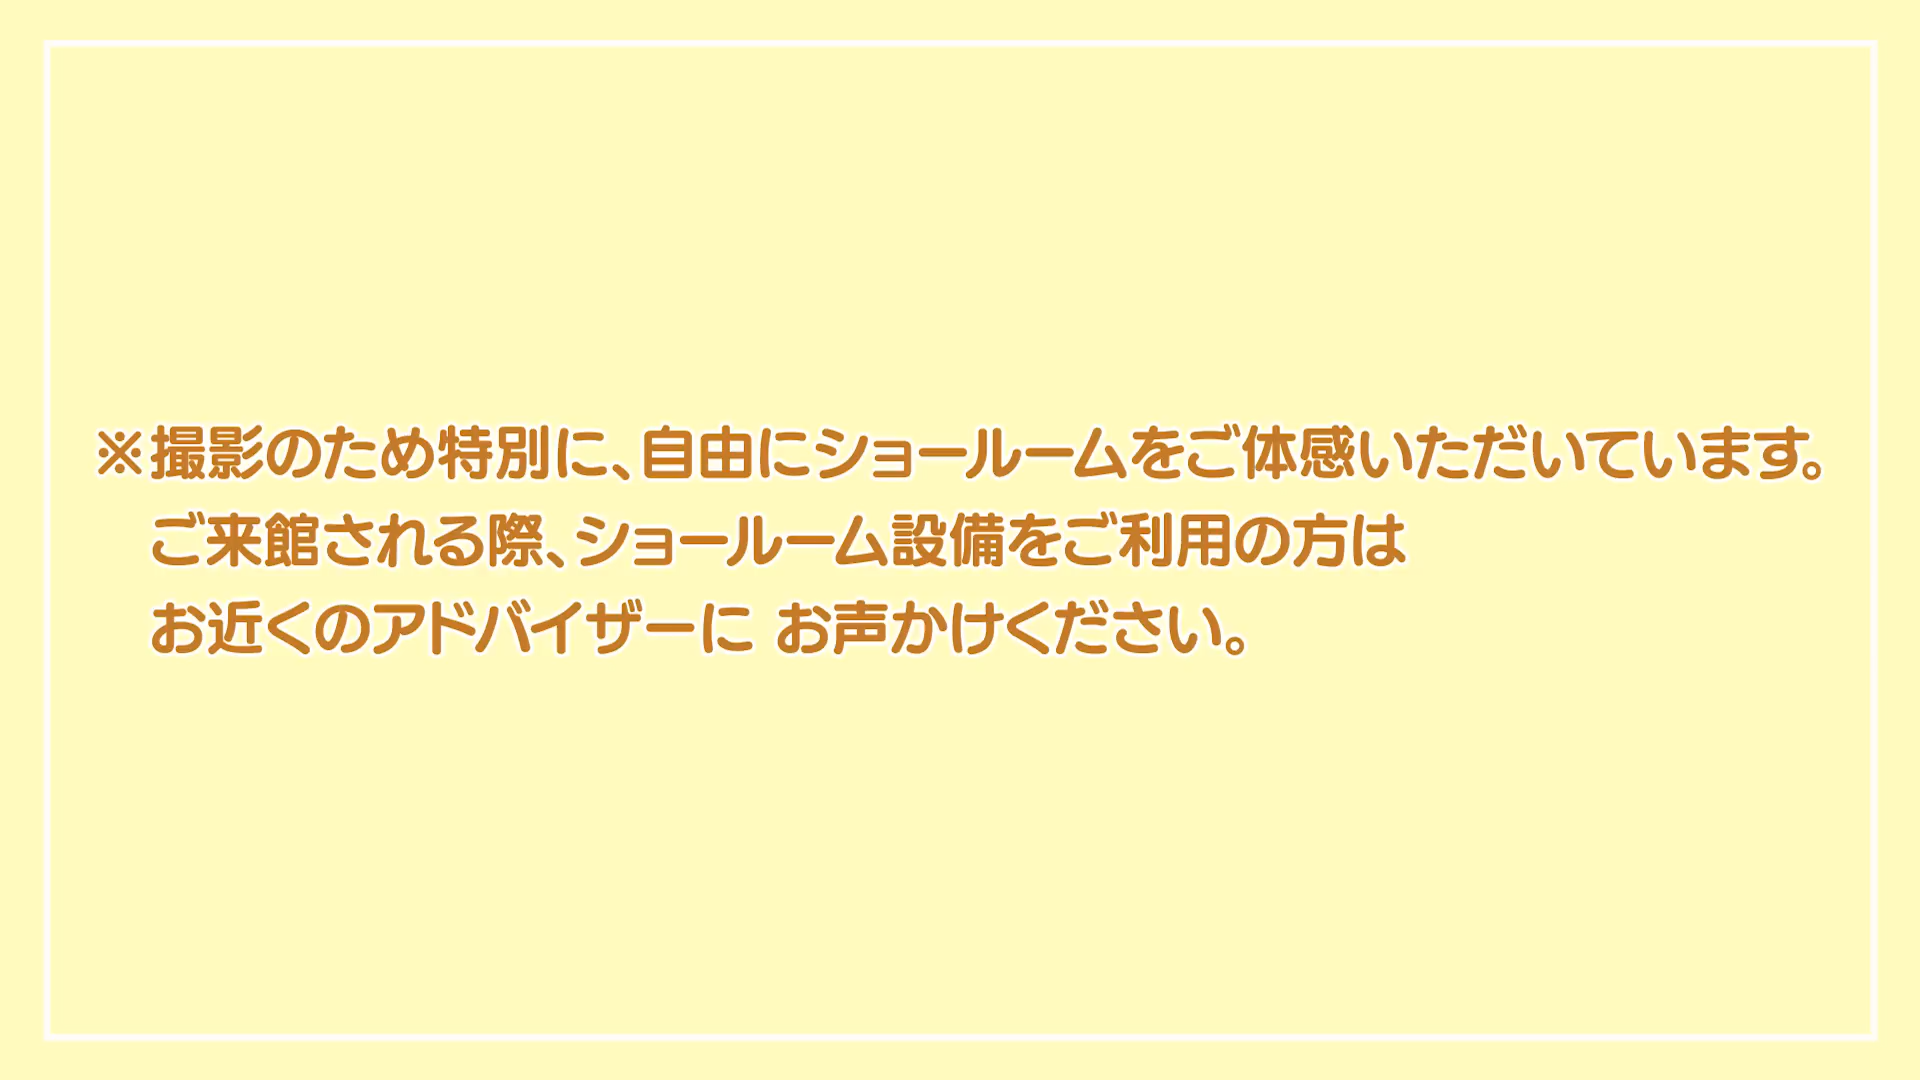 ※撮影のため特別に、自由にショールームをご体感いただいています。
ご来館される際、ショールーム設備をご利用の方は
お近くのアドバイザーに お声かけください。